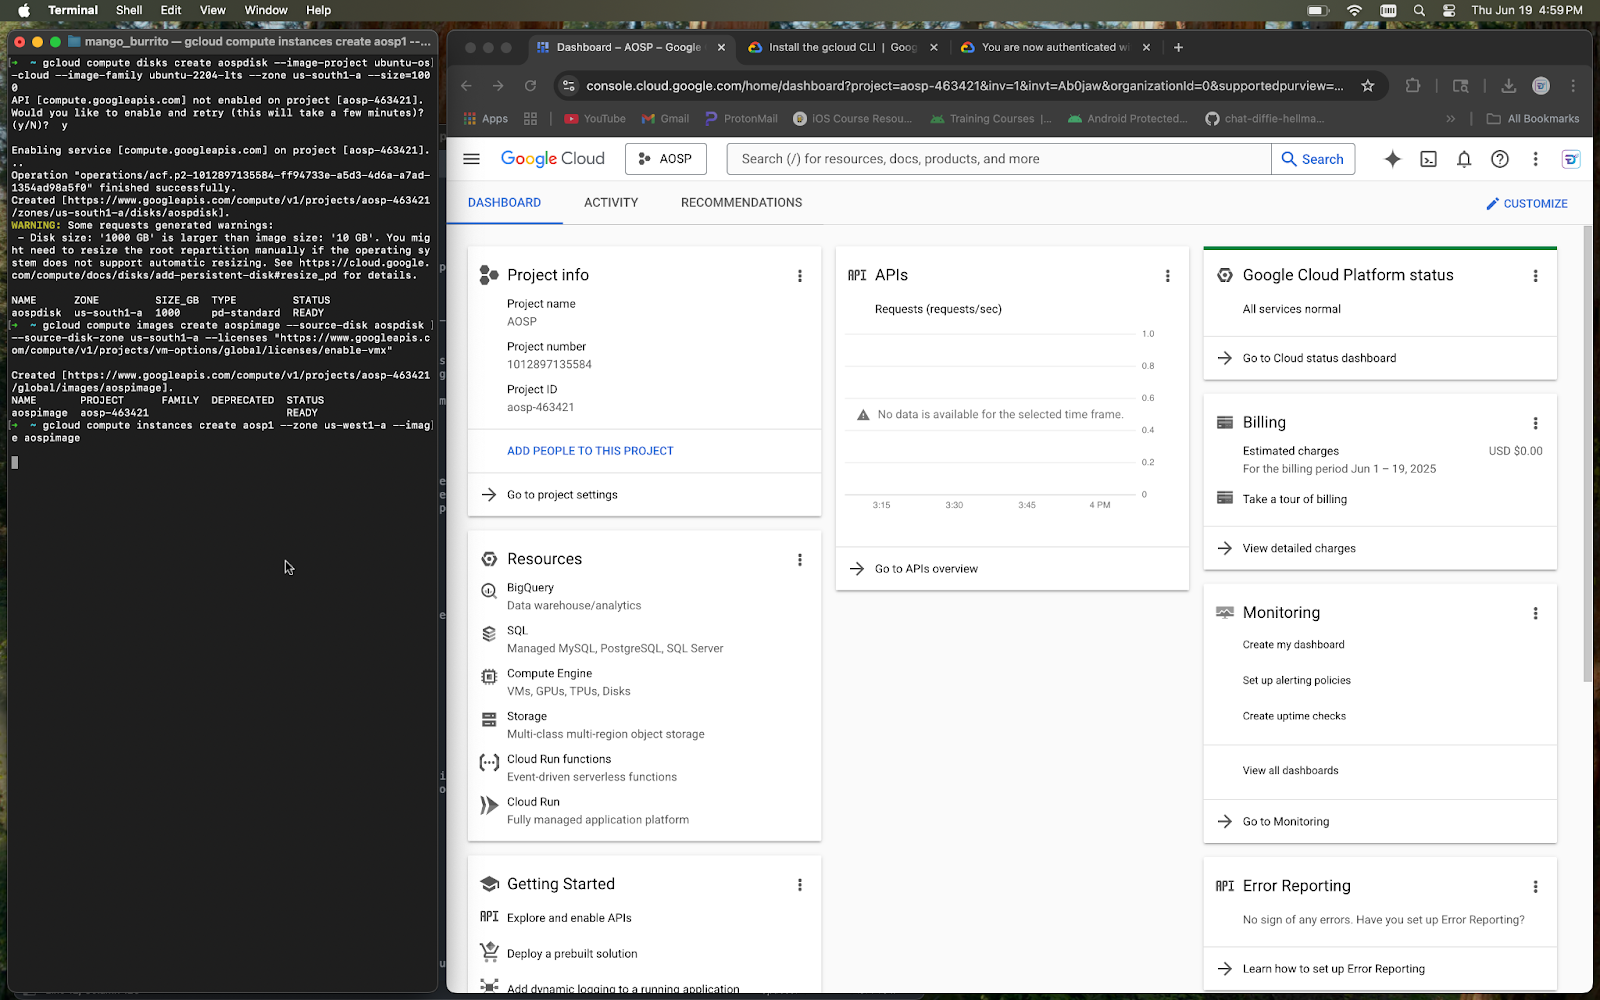 Terminal Shell Edit View Window Help
Thu Jun 19 4:59 PM
mango_burrito — gcloud compute instances create aosp1 --...
[➜ ~ gcloud compute disks create aospdisk --image-project ubuntu-os]
-cloud --image-family ubuntu-2204-lts --zone us-south1-a --size=100
0
API [compute.googleapis.com] not enabled on project [aosp-463421].
Would you like to enable and retry (this will take a few minutes)?
(y/N)? y
Enabling service [compute.googleapis.com] on project [aosp-463421].
..
Operation "operations/acf.p2-1012897135584-ff94733e-a5d3-4d6a-a7ad-
1354ad98a5f0" finished successfully.
Created [https://www.googleapis.com/compute/v1/projects/aosp-463421
/zones/us-south1-a/disks/aospdisk].
WARNING: Some requests generated warnings:
- Disk size: '1000 GB' is larger than image size: '10 GB'. You mig
ht need to resize the root repartition manually if the operating sy
stem does not support automatic resizing. See https://cloud.google.
com/compute/docs/disks/add-persistent-disk#resize_pd for details.
NAME ZONE SIZE_GB TYPE STATUS
aospdisk us-south1-a 1000 pd-standard READY
[➜ ~ gcloud compute images create aospimage --source-disk aospdisk ]
--source-disk-zone us-south1-a --licenses "https://www.googleapis.c
om/compute/v1/projects/vm-options/global/licenses/enable-vmx"
Created [https://www.googleapis.com/compute/v1/projects/aosp-463421
/global/images/aospimage].
NAME PROJECT FAMILY DEPRECATED STATUS
aospimage aosp-463421 READY
[➜ ~ gcloud compute instances create aosp1 --zone us-west1-a --imag]
e aospimage
Dashboard – AOSP – Google
Install the gcloud CLI | Goog
You are now authenticated wi
console.cloud.google.com/home/dashboard?project=aosp-463421&inv=1&invt=Ab0jaw&organizationId=0&supportedpurview=...
Apps
YouTube
Gmail
ProtonMail
iOS Course Resou...
Training Courses |...
Android Protected...
chat-diffie-hellma...
All Bookmarks
Google Cloud
AOSP
Search (/) for resources, docs, products, and more
Search
DASHBOARD
ACTIVITY
RECOMMENDATIONS
CUSTOMIZE
Project info
Project name
AOSP
Project number
1012897135584
Project ID
aosp-463421
ADD PEOPLE TO THIS PROJECT
Go to project settings
Resources
BigQuery
Data warehouse/analytics
SQL
Managed MySQL, PostgreSQL, SQL Server
Compute Engine
VMs, GPUs, TPUs, Disks
Storage
Multi-class multi-region object storage
Cloud Run functions
Event-driven serverless functions
Cloud Run
Fully managed application platform
Getting Started
API Explore and enable APIs
Deploy a prebuilt solution
Add dynamic logging to a running application
API APIs
Requests (requests/sec)
1.0
0.8
0.6
No data is available for the selected time frame.
0.4
0.2
0
3:15 3:30 3:45 4 PM
Go to APIs overview
Google Cloud Platform status
All services normal
Go to Cloud status dashboard
Billing
Estimated charges USD $0.00
For the billing period Jun 1 – 19, 2025
Take a tour of billing
View detailed charges
Monitoring
Create my dashboard
Set up alerting policies
Create uptime checks
View all dashboards
Go to Monitoring
API Error Reporting
No sign of any errors. Have you set up Error Reporting?
Learn how to set up Error Reporting